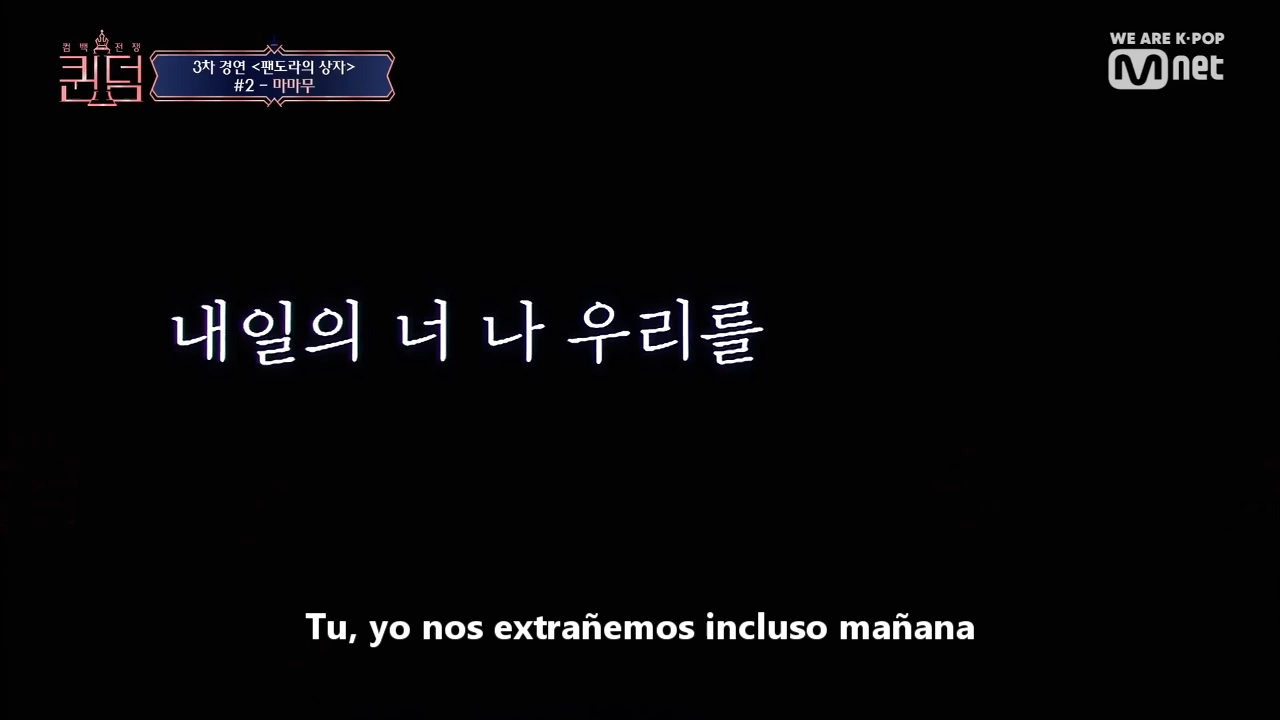 컴백전쟁
퀸덤
3차 경연 <팬도라의 상자>
#2 - 마마무
WE ARE K·POP
Mnet
내일의 너 나 우리를
Tu, yo nos extrañemos incluso mañana